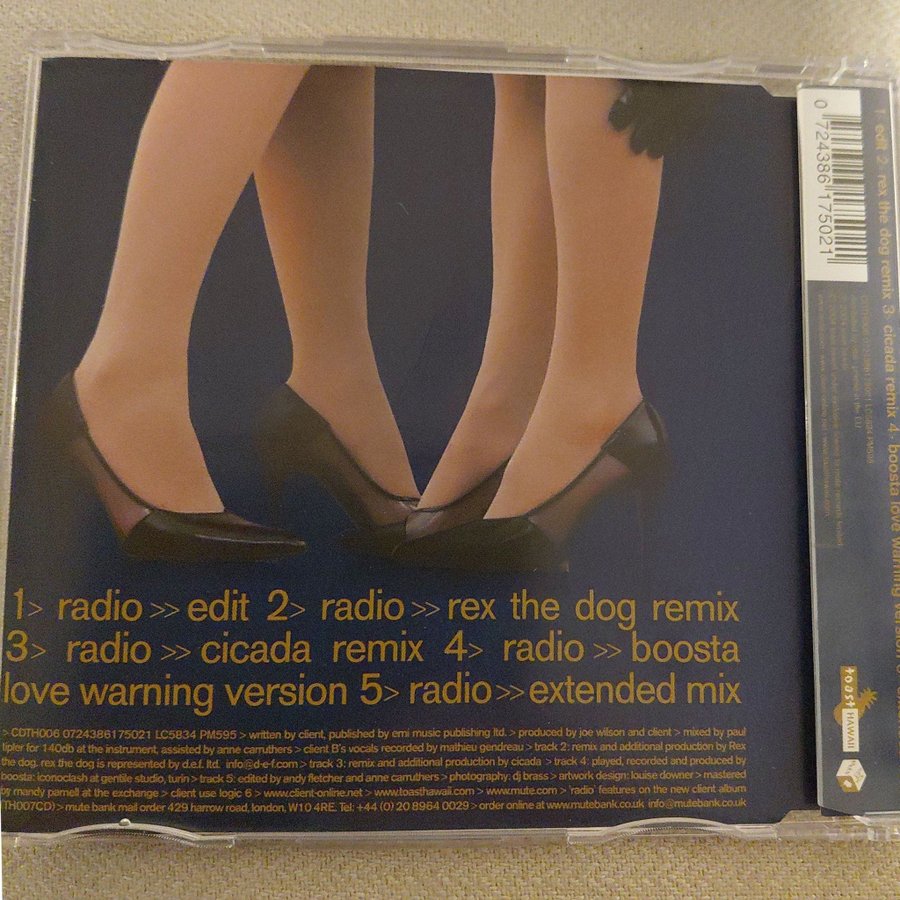 1> radio >> edit 2> radio >> rex the dog remix
3> radio >> cicada remix 4> radio >> boosta
love warning version 5> radio >> extended mix
> CDTH006 0724386175021 LC5834 PM595 > written by client, published by emi music publishing ltd. > produced by joe wilson and client > mixed by paul
tipler for 140db at the instrument, assisted by anne carruthers > client B's vocals recorded by mathieu gendreau > track 2: remix and additional production by Rex
the dog. rex the dog is represented by d.e.f. ltd. info@d-e-f.com > track 3: remix and additional production by cicada > track 4: played, recorded and produced by
boosta: iconoclash at gentile studio, turin > track 5: edited by andy fletcher and anne carruthers > photography: dj brass > artwork design: louise downer > mastered
by mandy parnell at the exchange > client use logic 6 > www.client-online.net > www.toasthawaii.com > www.mute.com > 'radio' features on the new client album
TH007CD) > mute bank mail order 429 harrow road, london, W10 4RE. Tel: +44 (0) 20 8964 0029 > order online at www.mutebank.co.uk info@mutebank.co.uk
0 724386 175021
1> edit 2> rex the dog remix 3> cicada remix 4> boosta love warning version
toast
HAWAII